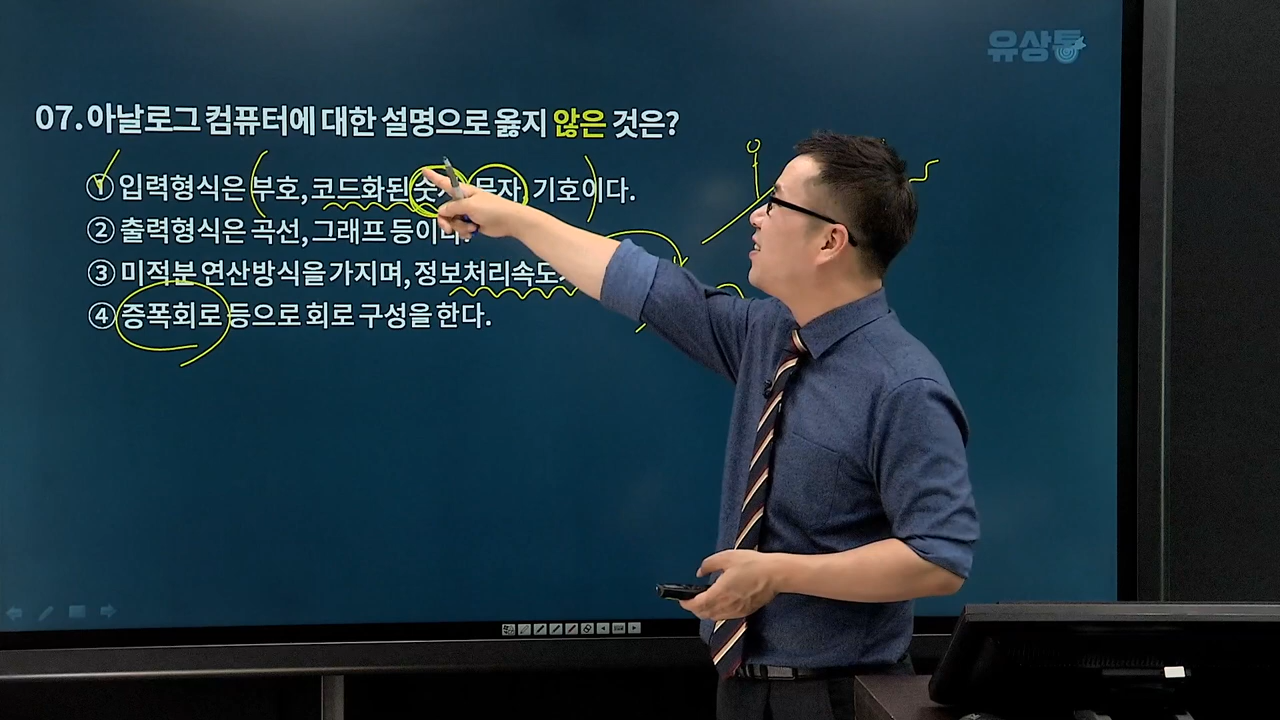 유상통
07. 아날로그 컴퓨터에 대한 설명으로 옳지 않은 것은?
① 입력형식은 부호, 코드화된 숫자, 문자, 기호이다.
② 출력형식은 곡선, 그래프 등이다.
③ 미적분 연산방식을 가지며, 정보처리속도가
④ 증폭회로 등으로 회로 구성을 한다.